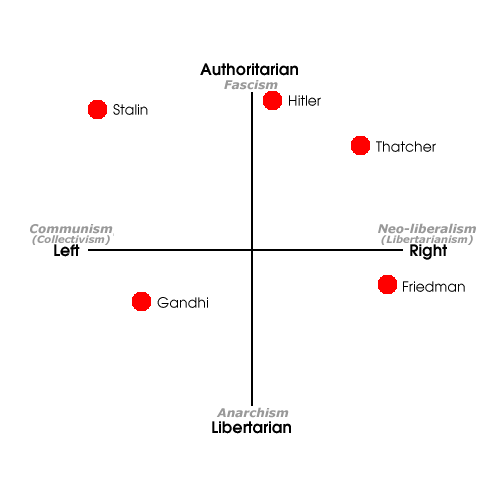 Authoritarian
Fascism
Hitler
Stalin
Thatcher
Communism
(Collectivism)
Left
Neo-liberalism
(Libertarianism)
Right
Friedman
Gandhi
Anarchism
Libertarian